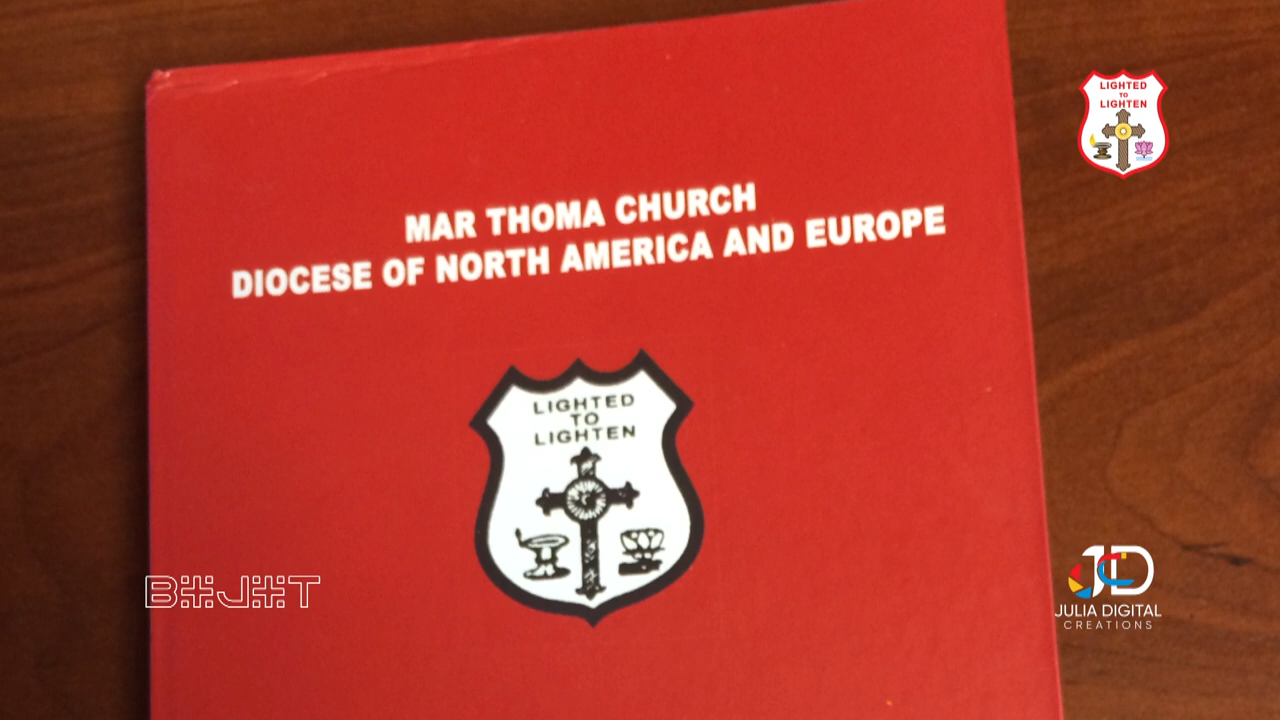 MAR THOMA CHURCH
DIOCESE OF NORTH AMERICA AND EUROPE
LIGHTED
TO
LIGHTEN
LIGHTED
TO
LIGHTEN
JULIA DIGITAL
CREATIONS